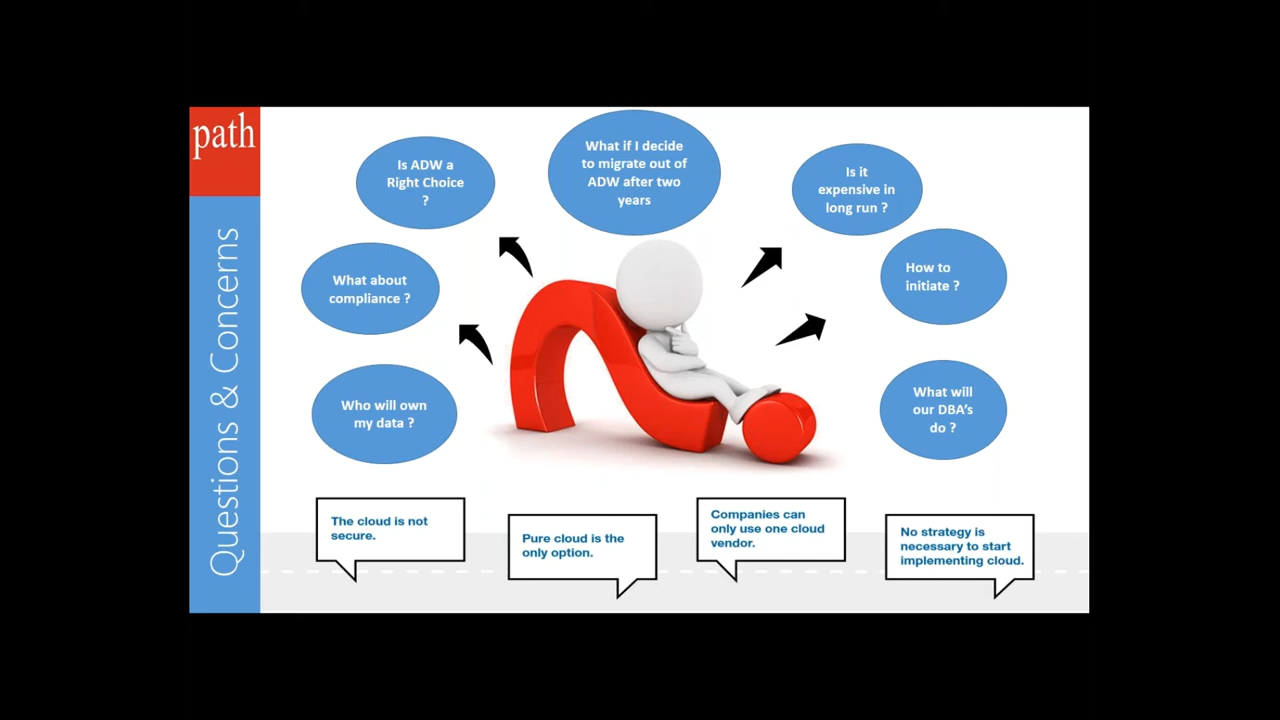 path
Questions & Concerns
Is ADW a
Right Choice
?
What if I decide
to migrate out of
ADW after two
years
Is it
expensive in
long run ?
What about
compliance ?
How to
initiate ?
Who will own
my data ?
What will
our DBA's
do ?
The cloud is not
secure.
Pure cloud is the
only option.
Companies can
only use one cloud
vendor.
No strategy is
necessary to start
implementing cloud.